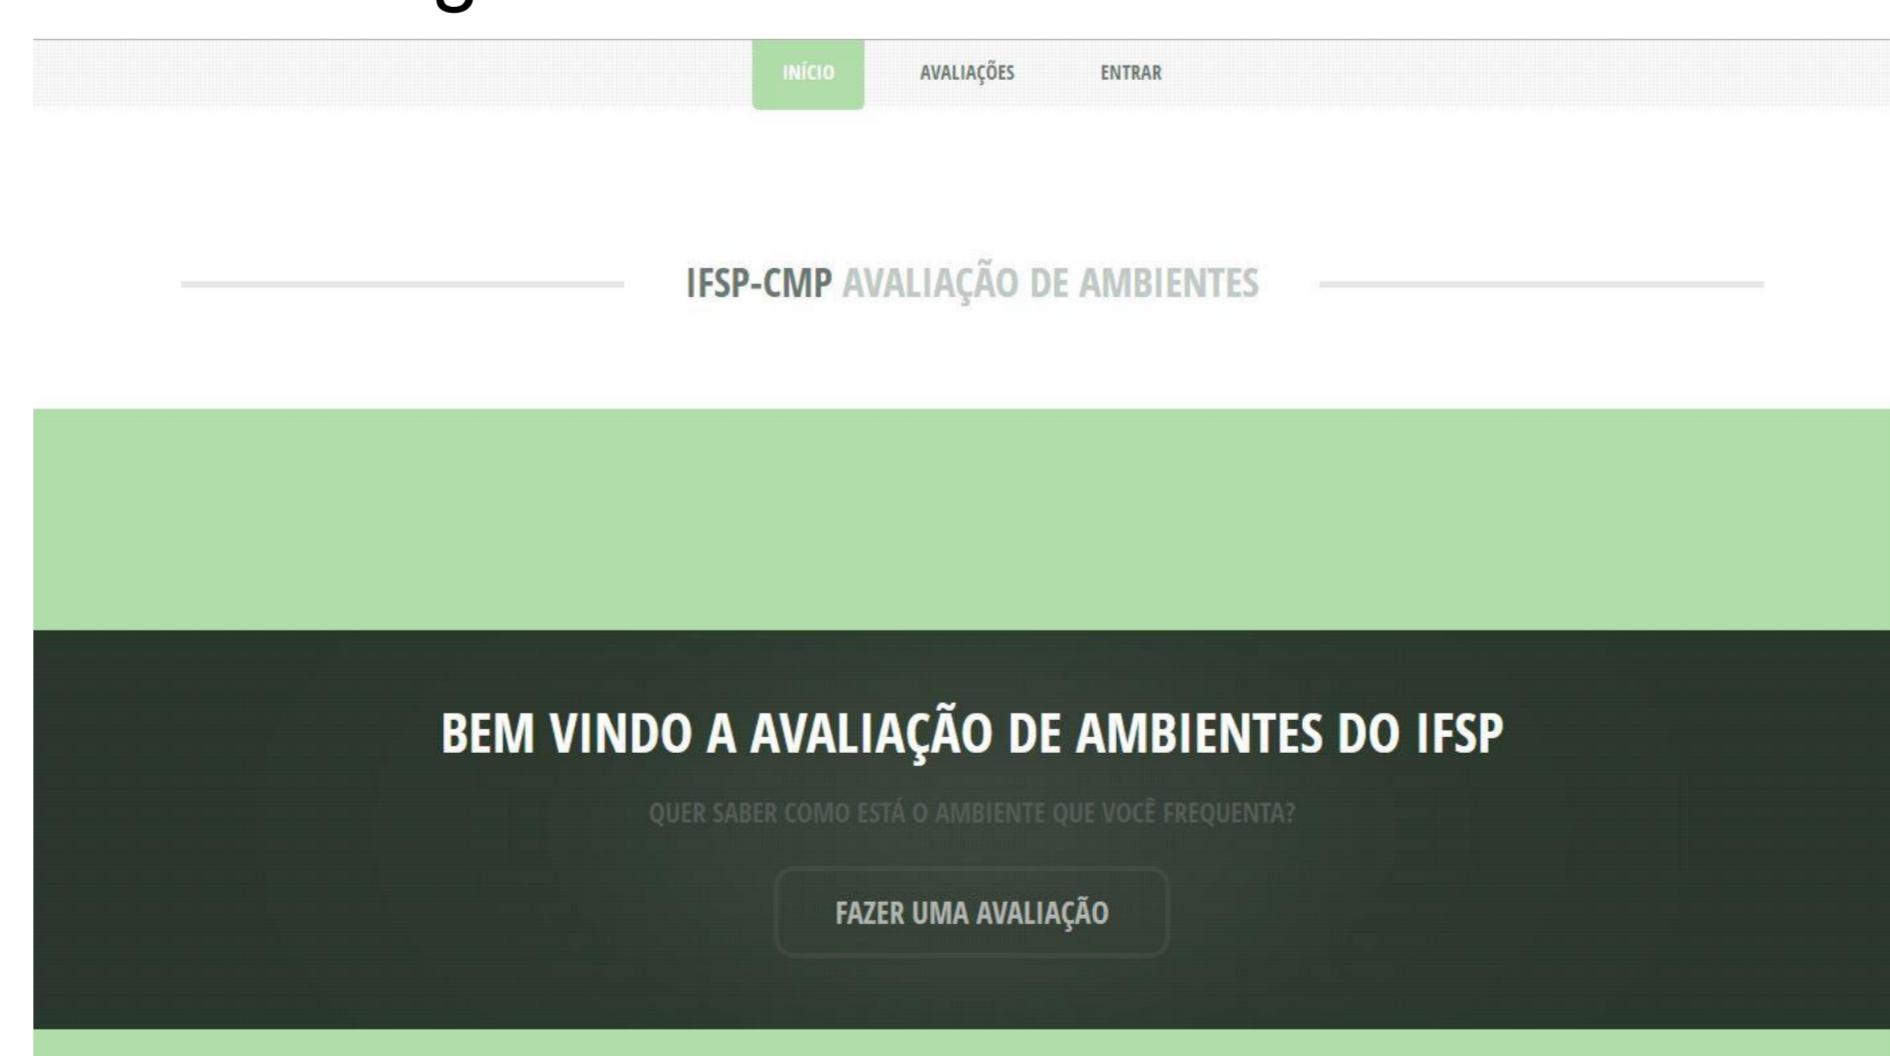 INÍCIO AVALIAÇÕES ENTRAR
IFSP-CMP AVALIAÇÃO DE AMBIENTES
BEM VINDO A AVALIAÇÃO DE AMBIENTES DO IFSP
QUER SABER COMO ESTÁ O AMBIENTE QUE VOCÊ FREQUENTA?
FAZER UMA AVALIAÇÃO